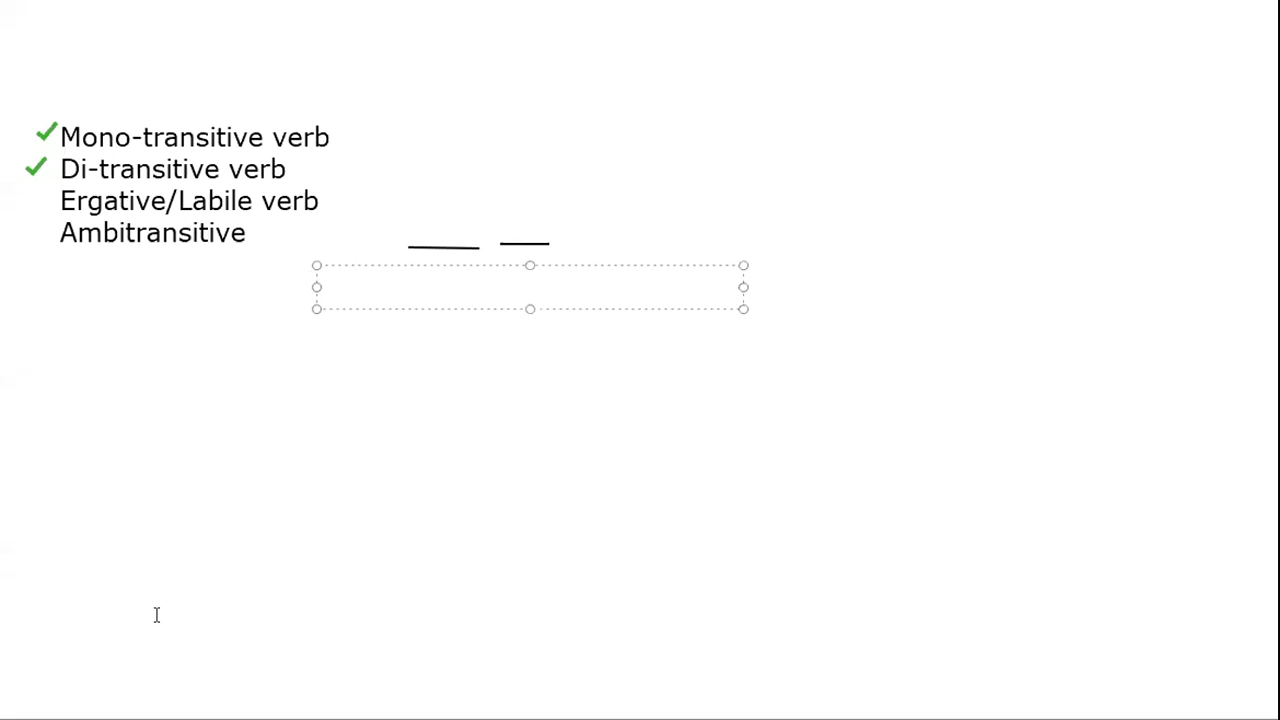 Mono-transitive verb
Di-transitive verb
Ergative/Labile verb
Ambitransitive